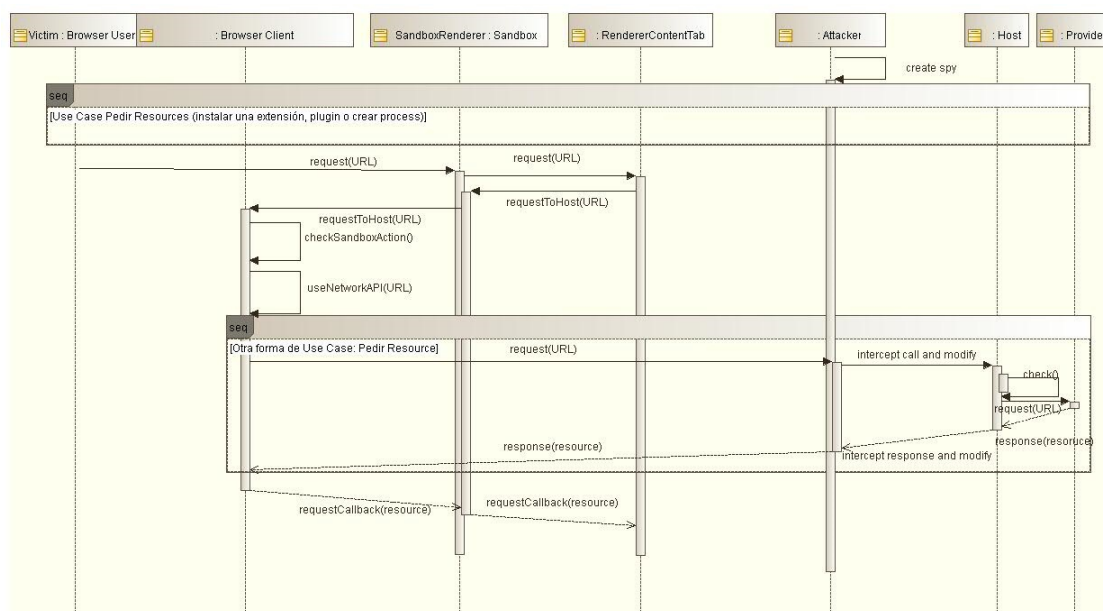 Victim : Browser User
: Browser Client
SandboxRenderer : Sandbox
: RendererContentTab
: Attacker
: Host
: Provide
create spy
seq
[Use Case Pedir Resources (instalar una extensión, plugin o crear process)]
request(URL)
request(URL)
requestToHost(URL)
requestToHost(URL)
checkSandboxAction()
useNetworkAPI(URL)
seq
[Otra forma de Use Case: Pedir Resource]
request(URL)
intercept call and modify
check()
request(URL)
response(resoruce)
response(resource)
intercept response and modify
requestCallback(resource)
requestCallback(resource)